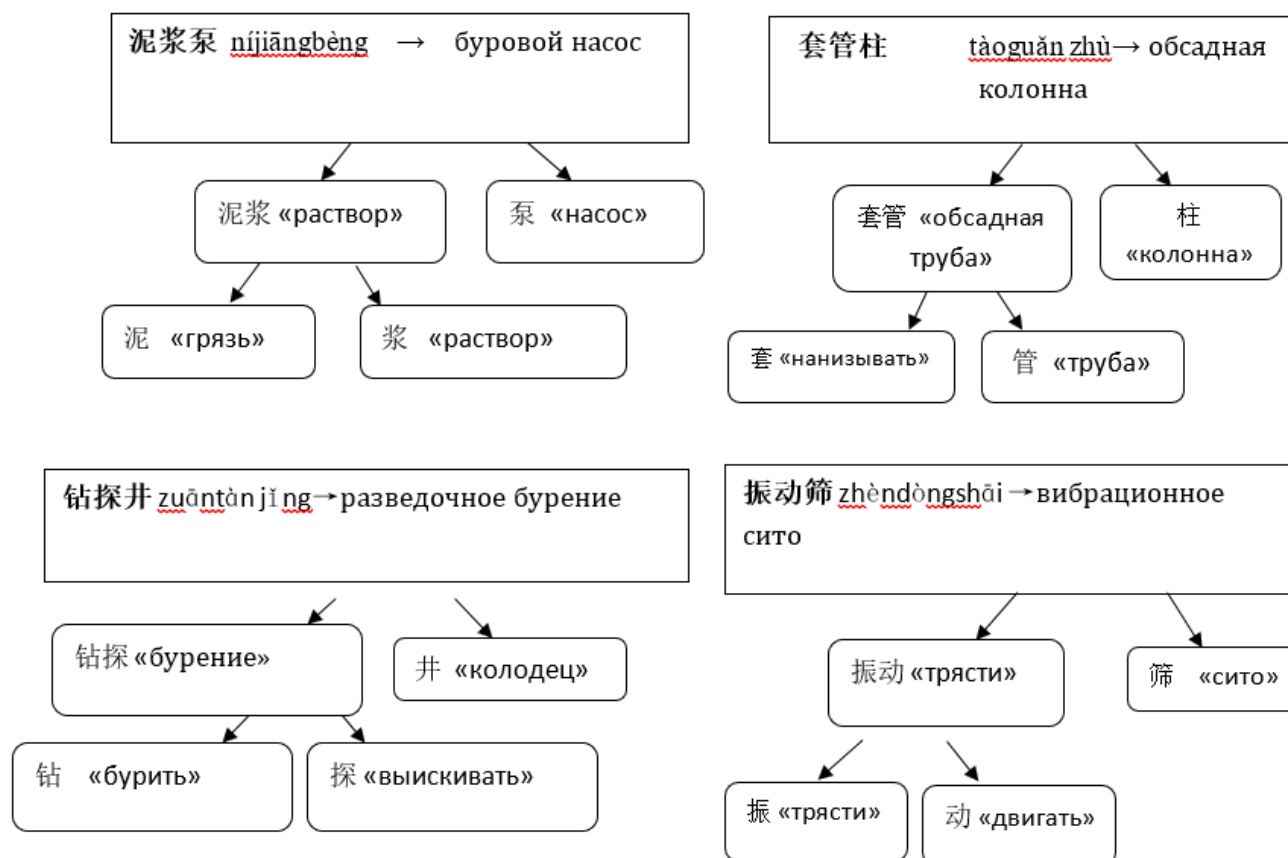 泥浆泵 níjiāngbèng → буровой насос
泥浆 «раствор»
泵 «насос»
泥 «грязь»
浆 «раствор»
套管柱 tàoguǎn zhù→ обсадная
колонна
套管 «обсадная
труба»
柱
«колонна»
套 «нанизывать»
管 «труба»
钻探井 zuāntàn jǐng→разведочное бурение
钻探 «бурение»
井 «колодец»
钻 «бурить»
探 «выискивать»
振动筛 zhèndòngshāi →вибрационное
сито
振动 «трясти»
筛 «сито»
振 «трясти»
动 «двигать»